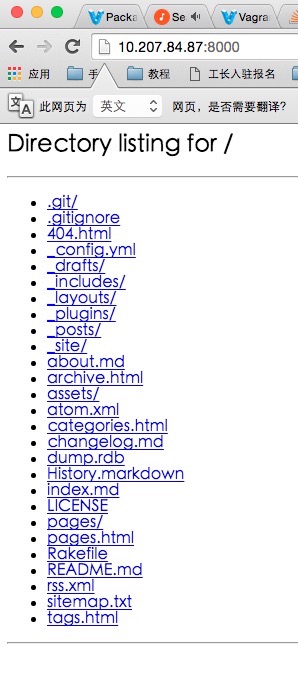 Packa
Se
Vagra
10.207.84.87:8000
应用
手
教程
工长入驻报名
此网页为 英文 网页，是否需要翻译?
Directory listing for /
.git/
.gitignore
404.html
_config.yml
_drafts/
_includes/
_layouts/
_plugins/
_posts/
_site/
about.md
archive.html
assets/
atom.xml
categories.html
changelog.md
dump.rdb
History.markdown
index.md
LICENSE
pages/
pages.html
Rakefile
README.md
rss.xml
sitemap.txt
tags.html